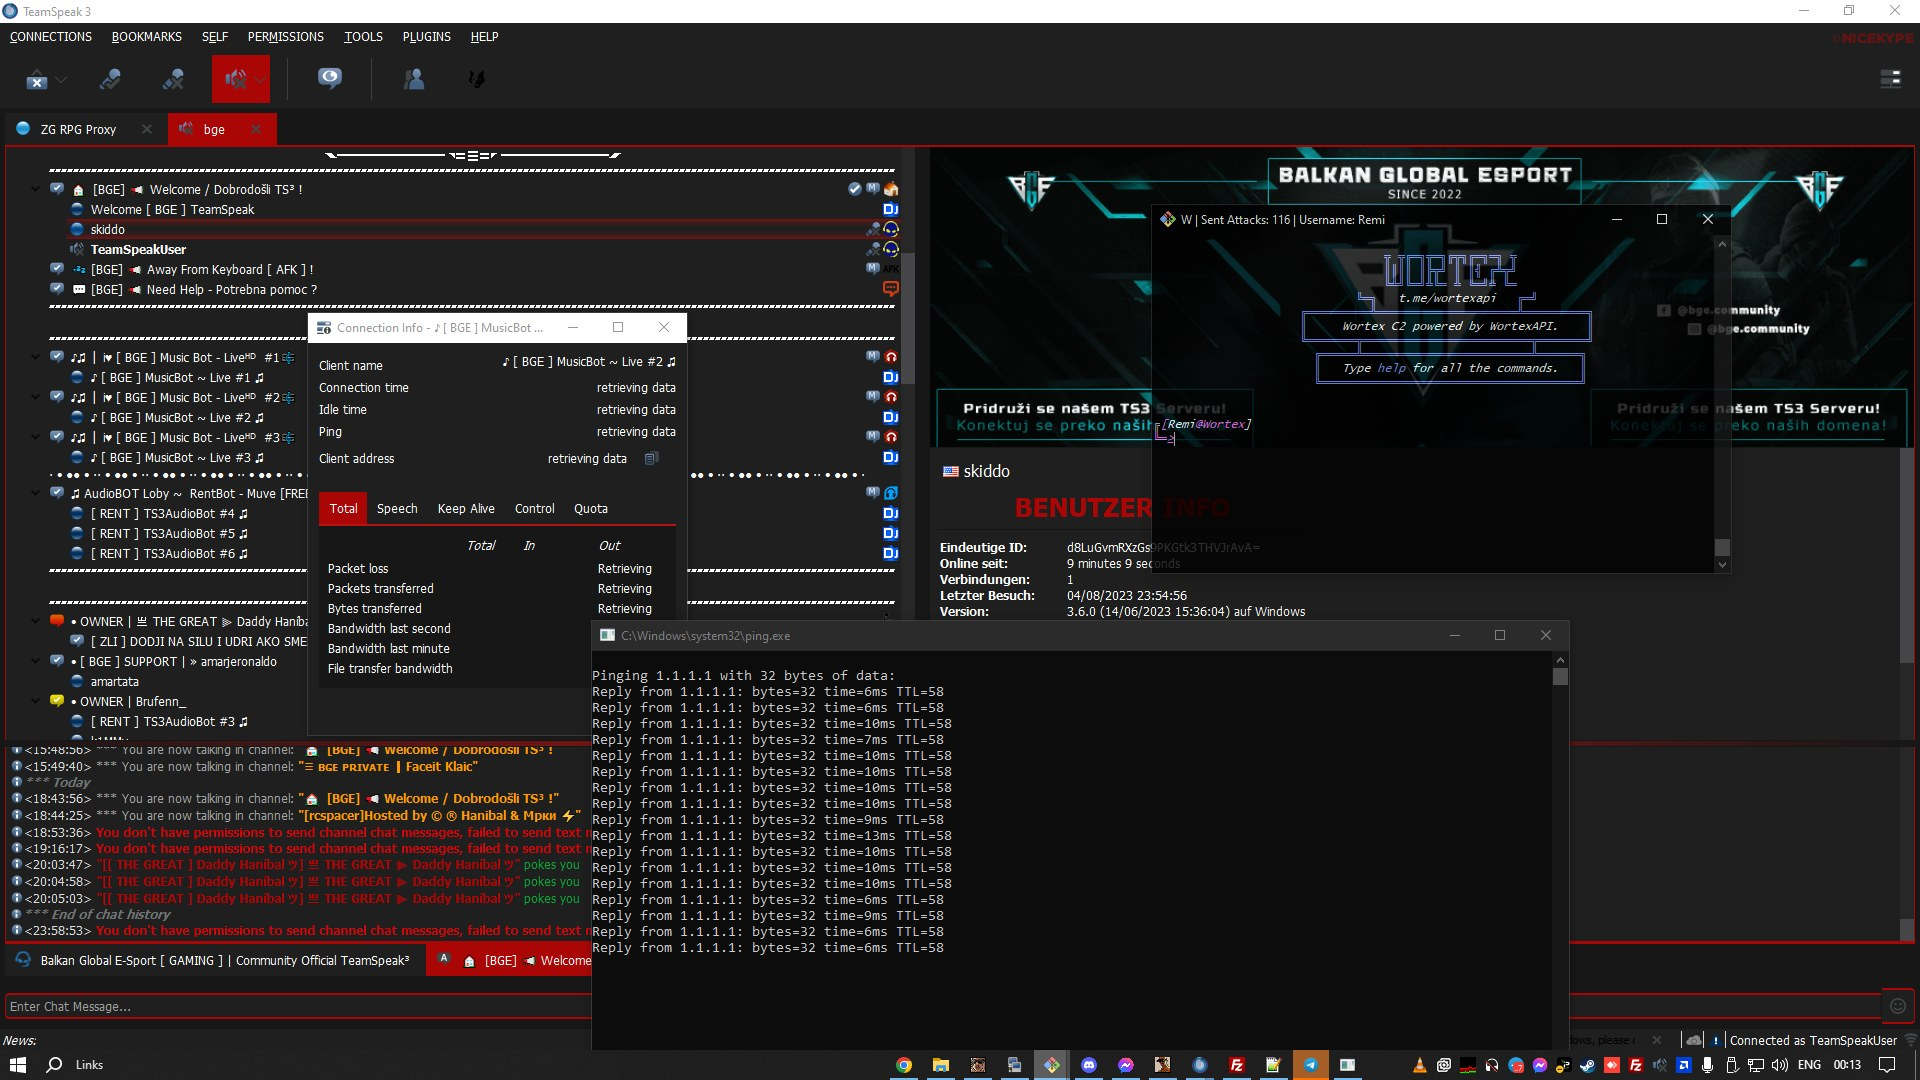 TeamSpeak 3
CONNECTIONS BOOKMARKS SELF PERMISSIONS TOOLS PLUGINS HELP
NICEKYPE
ZG RPG Proxy
bge
[BGE] Welcome / Dobrodošli TS³ !
Welcome [ BGE ] TeamSpeak
skiddo
TeamSpeakUser
[BGE] Away From Keyboard [ AFK ] !
AFK
[BGE] Need Help - Potrebna pomoc ?
♪♫ | i♥ [ BGE ] Music Bot - Liveᴴᴰ #1
♪ [ BGE ] MusicBot ~ Live #1 ♫
♪♫ | i♥ [ BGE ] Music Bot - Liveᴴᴰ #2
♪ [ BGE ] MusicBot ~ Live #2 ♫
♪♫ | i♥ [ BGE ] Music Bot - Liveᴴᴰ #3
♪ [ BGE ] MusicBot ~ Live #3 ♫
♫ AudioBOT Loby ~ RentBot - Muve [FREE
[ RENT ] TS3AudioBot #4 ♫
[ RENT ] TS3AudioBot #5 ♫
[ RENT ] TS3AudioBot #6 ♫
• OWNER | 亗 THE GREAT ⫸ Daddy Haniba
[ ZLI ] DODJI NA SILU I UDRI AKO SME
• [ BGE ] SUPPORT | » amarjeronaldo
amartata
• OWNER | Brufenn_
[ RENT ] TS3AudioBot #3 ♫
Connection Info - ♪ [ BGE ] MusicBot ...
Client name ♪ [ BGE ] MusicBot ~ Live #2 ♫
Connection time retrieving data
Idle time retrieving data
Ping retrieving data
Client address retrieving data
Total Speech Keep Alive Control Quota
Total In Out
Packet loss Retrieving
Packets transferred Retrieving
Bytes transferred Retrieving
Bandwidth last second
Bandwidth last minute
File transfer bandwidth
BALKAN GLOBAL ESPORT
SINCE 2022
@bge.community
@bge.community
Pridruži se našem TS3 Serveru!
Konektuj se preko naših
Pridruži se našem TS3 Serveru!
Konektuj se preko naših domena!
W | Sent Attacks: 116 | Username: Remi
WORTEX
t.me/wortexapi
Wortex C2 powered by WortexAPI.
Type help for all the commands.
[Remi@Wortex]
>
skiddo
BENUTZER INFO
Eindeutige ID: d8LuGvmRXzGs9PKGtk3THVJrAvA=
Online seit: 9 minutes 9 seconds
Verbindungen: 1
Letzter Besuch: 04/08/2023 23:54:56
Version: 3.6.0 (14/06/2023 15:36:04) auf Windows
C:\Windows\system32\ping.exe
Pinging 1.1.1.1 with 32 bytes of data:
Reply from 1.1.1.1: bytes=32 time=6ms TTL=58
Reply from 1.1.1.1: bytes=32 time=6ms TTL=58
Reply from 1.1.1.1: bytes=32 time=10ms TTL=58
Reply from 1.1.1.1: bytes=32 time=7ms TTL=58
Reply from 1.1.1.1: bytes=32 time=10ms TTL=58
Reply from 1.1.1.1: bytes=32 time=10ms TTL=58
Reply from 1.1.1.1: bytes=32 time=10ms TTL=58
Reply from 1.1.1.1: bytes=32 time=10ms TTL=58
Reply from 1.1.1.1: bytes=32 time=9ms TTL=58
Reply from 1.1.1.1: bytes=32 time=13ms TTL=58
Reply from 1.1.1.1: bytes=32 time=10ms TTL=58
Reply from 1.1.1.1: bytes=32 time=10ms TTL=58
Reply from 1.1.1.1: bytes=32 time=10ms TTL=58
Reply from 1.1.1.1: bytes=32 time=6ms TTL=58
Reply from 1.1.1.1: bytes=32 time=9ms TTL=58
Reply from 1.1.1.1: bytes=32 time=6ms TTL=58
Reply from 1.1.1.1: bytes=32 time=6ms TTL=58
<15:48:56> *** You are now talking in channel: "[BGE] Welcome / Dobrodošli TS³ !"
<15:49:40> *** You are now talking in channel: "☰ BGE PRIVATE ┃ Faceit Klaic"
*** Today
<18:43:56> *** You are now talking in channel: "[BGE] Welcome / Dobrodošli TS³ !"
<18:44:25> *** You are now talking in channel: "[rcspacer]Hosted by © ® Hanibal & Mрки ⚡"
<18:53:36> You don't have permissions to send channel chat messages, failed to send text m
<19:16:17> You don't have permissions to send channel chat messages, failed to send text m
<20:03:47> "[[ THE GREAT ] Daddy Hanibal ツ] 亗 THE GREAT ⫸ Daddy Hanibal ツ" pokes you
<20:04:58> "[[ THE GREAT ] Daddy Hanibal ツ] 亗 THE GREAT ⫸ Daddy Hanibal ツ" pokes you
<20:05:03> "[[ THE GREAT ] Daddy Hanibal ツ] 亗 THE GREAT ⫸ Daddy Hanibal ツ" pokes you
*** End of chat history
<23:58:53> You don't have permissions to send channel chat messages, failed to send text m
Balkan Global E-Sport [ GAMING ] | Community Official TeamSpeak³
A [BGE] Welcome
Enter Chat Message...
News:
Connected as TeamSpeakUser
Links
ENG 00:13